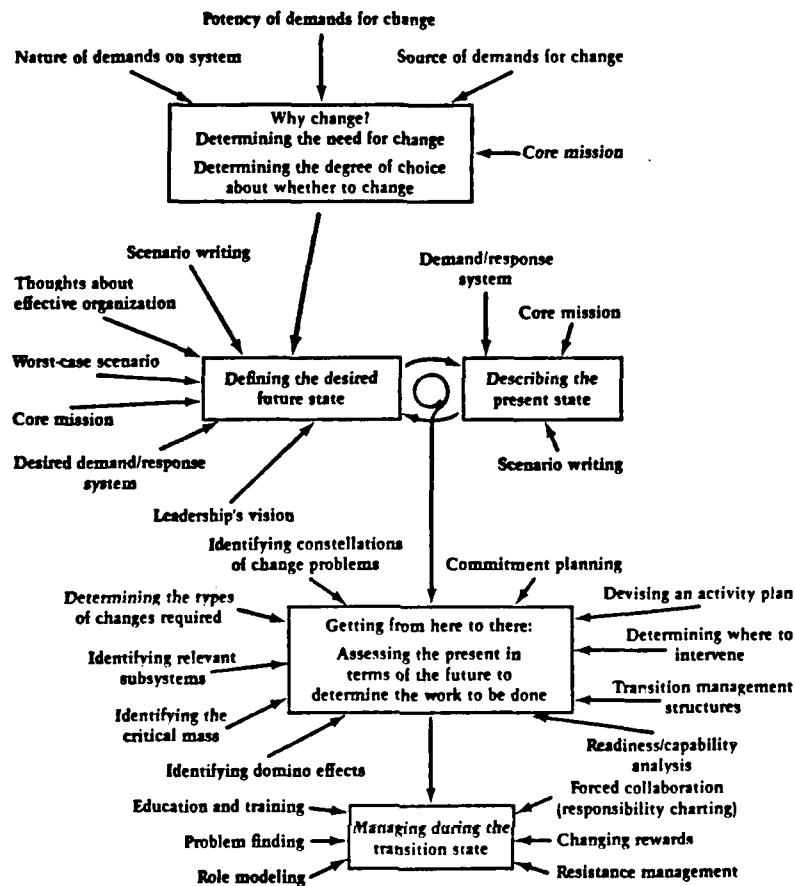 Potency of demands for change
Nature of demands on system
Source of demands for change
Why change?
Determining the need for change
Determining the degree of choice
about whether to change
Core mission
Scenario writing
Thoughts about
effective organization
Worst-case scenario
Core mission
Desired demand/response
system
Leadership's vision
Defining the desired
future state
Demand/response
system
Core mission
Describing the
present state
Scenario writing
Identifying constellations
of change problems
Commitment planning
Determining the types
of changes required
Devising an activity plan
Getting from here to there:
Assessing the present in
terms of the future to
determine the work to be done
Identifying relevant
subsystems
Determining where to
intervene
Identifying the
critical mass
Transition management
structures
Identifying domino effects
Readiness/capability
analysis
Education and training
Forced collaboration
(responsibility charting)
Managing during the
transition state
Problem finding
Changing rewards
Role modeling
Resistance management